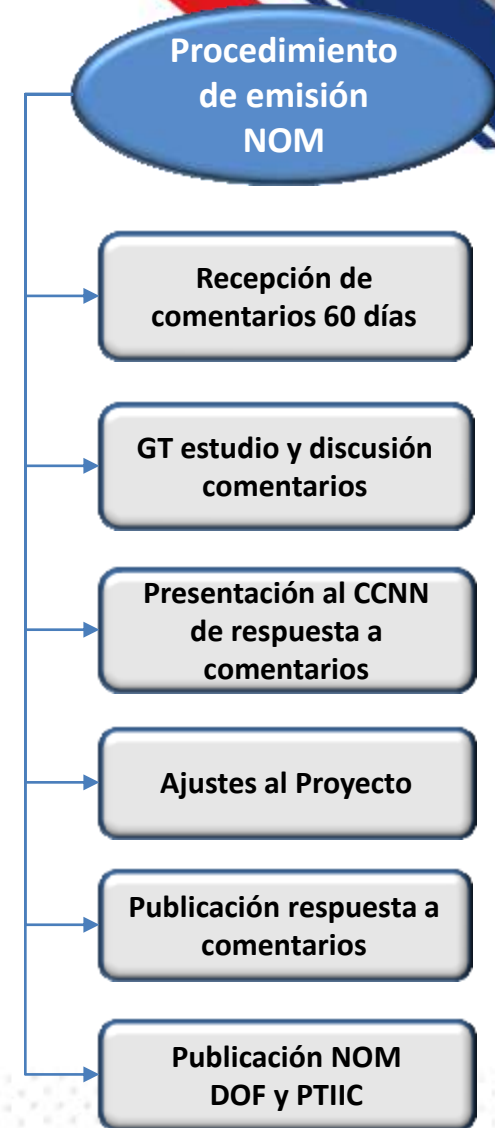 Procedimiento
de emisión
NOM
Recepción de
comentarios 60 días
GT estudio y discusión
comentarios
Presentación al CCNN
de respuesta a
comentarios
Ajustes al Proyecto
Publicación respuesta a
comentarios
Publicación NOM
DOF y PTIIC